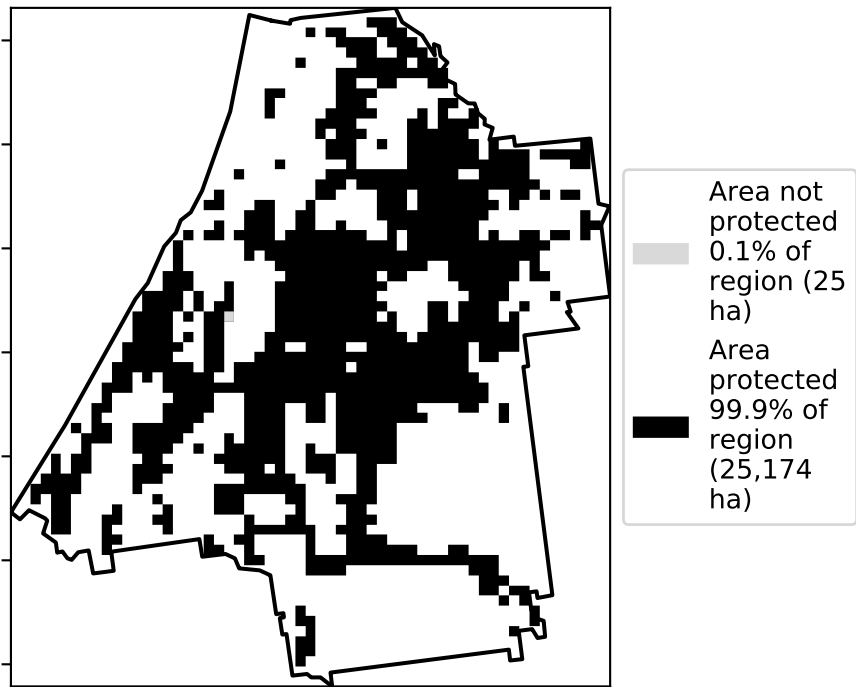 Area not
protected
0.1% of
region (25
ha)
Area
protected
99.9% of
region
(25,174
ha)